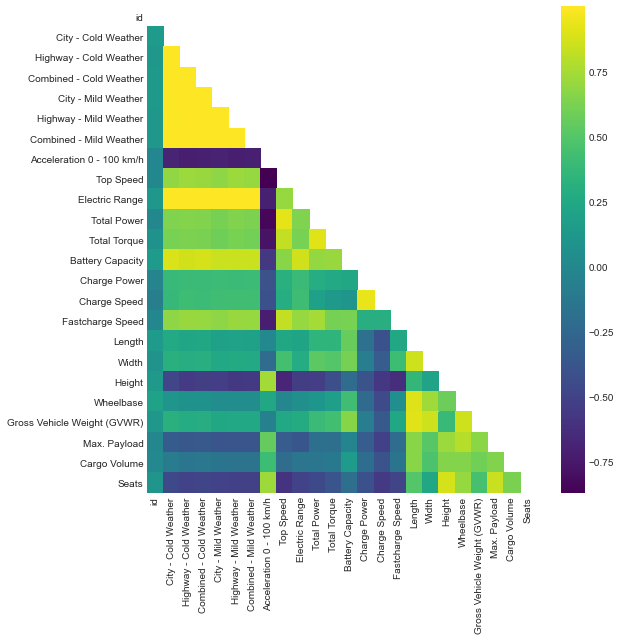 id
City - Cold Weather
Highway - Cold Weather
Combined - Cold Weather
City - Mild Weather
Highway - Mild Weather
Combined - Mild Weather
Acceleration 0 - 100 km/h
Top Speed
Electric Range
Total Power
Total Torque
Battery Capacity
Charge Power
Charge Speed
Fastcharge Speed
Length
Width
Height
Wheelbase
Gross Vehicle Weight (GVWR)
Max. Payload
Cargo Volume
Seats
id
City - Cold Weather
Highway - Cold Weather
Combined - Cold Weather
City - Mild Weather
Highway - Mild Weather
Combined - Mild Weather
Acceleration 0 - 100 km/h
Top Speed
Electric Range
Total Power
Total Torque
Battery Capacity
Charge Power
Charge Speed
Fastcharge Speed
Length
Width
Height
Wheelbase
Gross Vehicle Weight (GVWR)
Max. Payload
Cargo Volume
Seats
0.75
0.50
0.25
0.00
−0.25
−0.50
−0.75